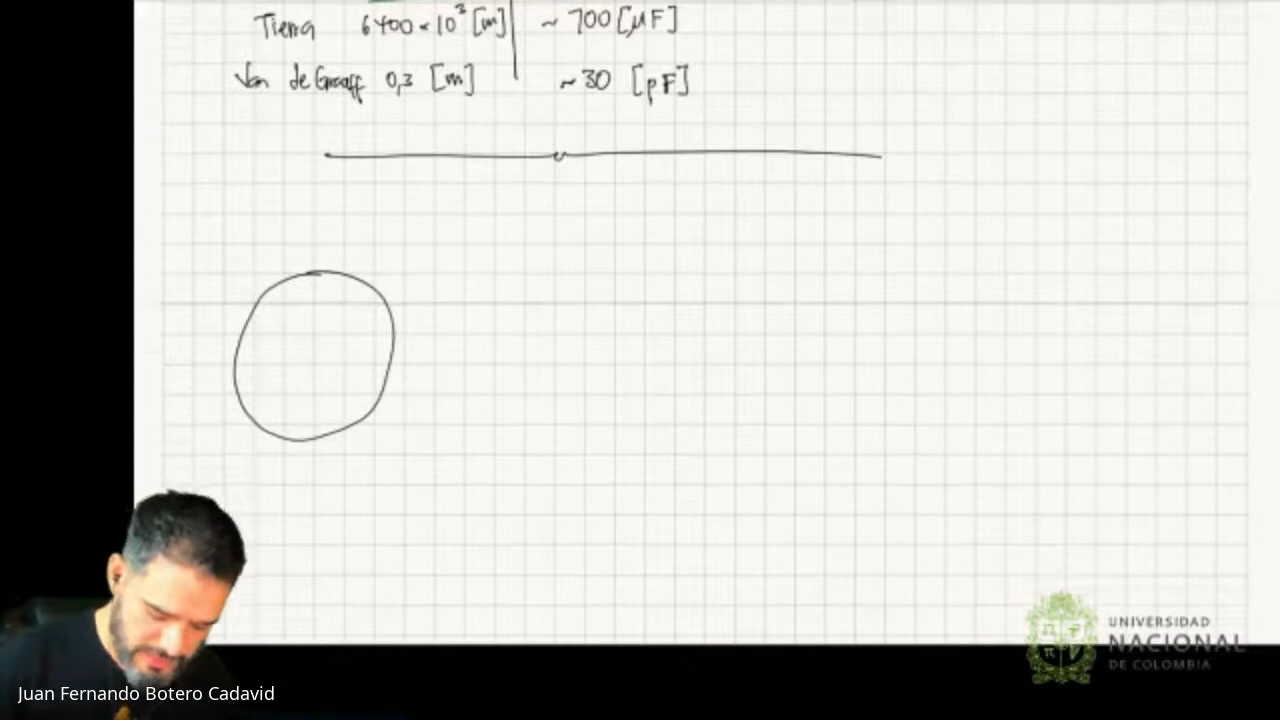 Tierra 6400×10³ [m] ~ 700 [μF]
Van de Graaff 0,3 [m] ~30 [pF]
UNIVERSIDAD
NACIONAL
DE COLOMBIA
Juan Fernando Botero Cadavid